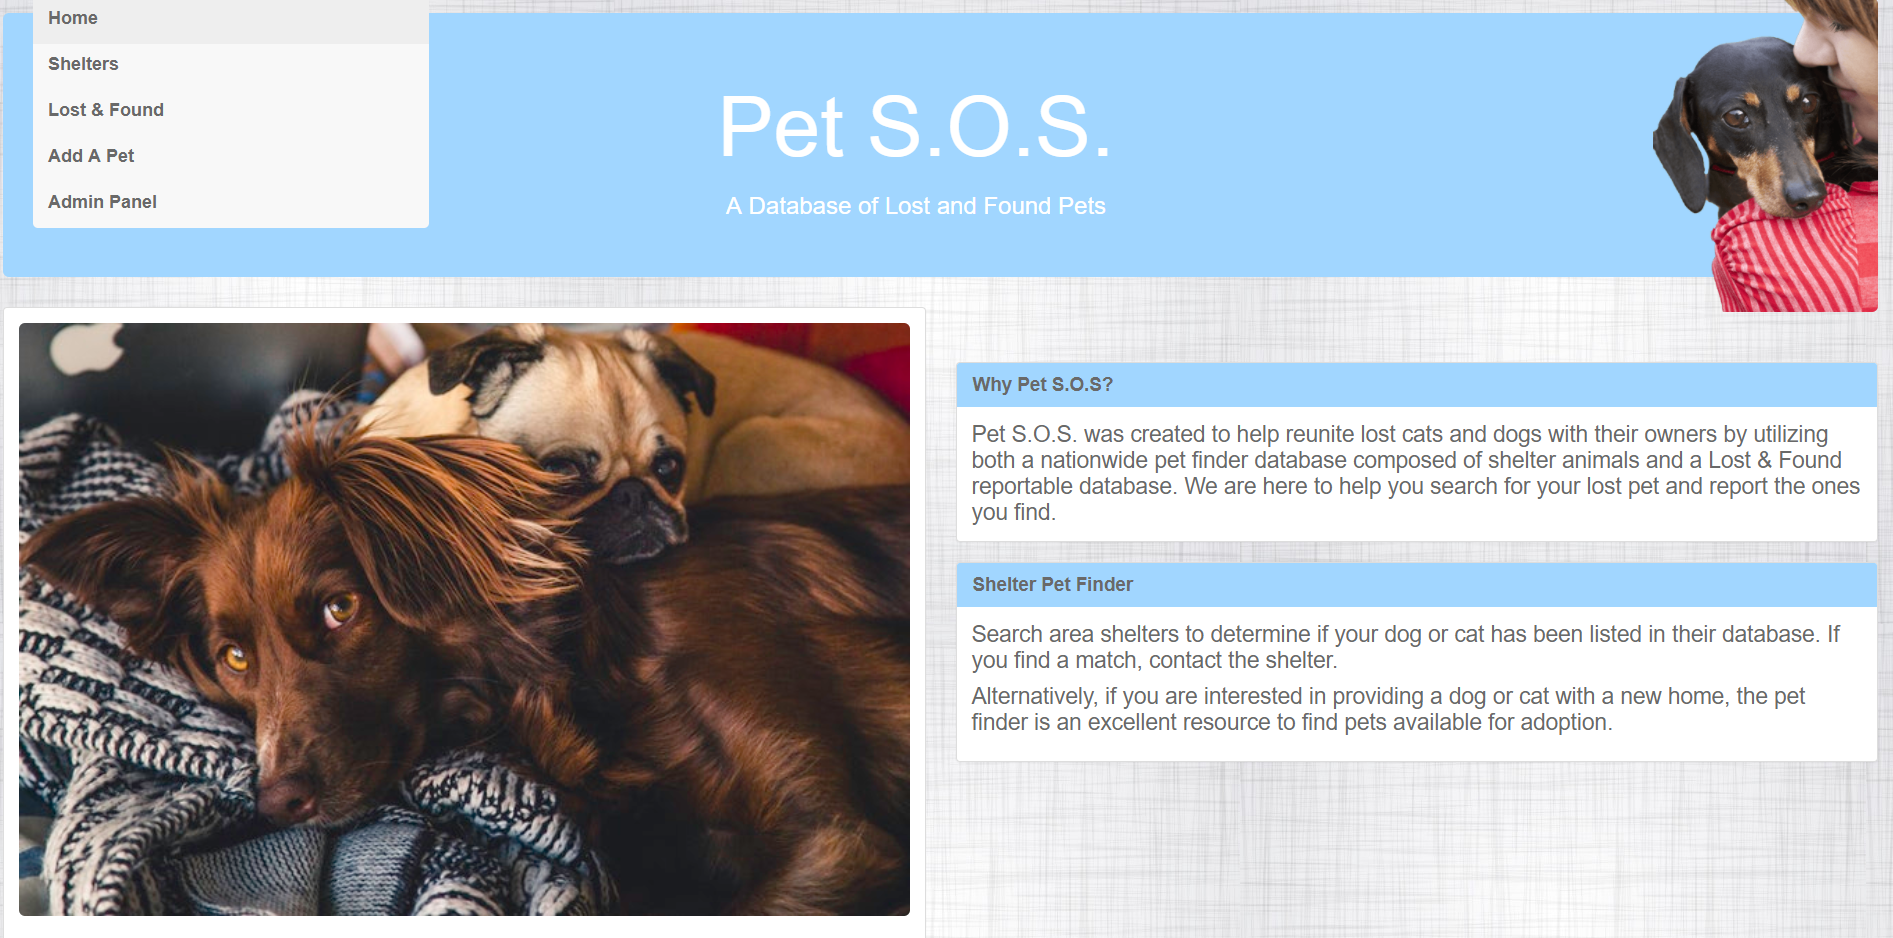 Home
Shelters
Lost & Found
Add A Pet
Admin Panel
Pet S.O.S.
A Database of Lost and Found Pets
Why Pet S.O.S?
Pet S.O.S. was created to help reunite lost cats and dogs with their owners by utilizing
both a nationwide pet finder database composed of shelter animals and a Lost & Found
reportable database. We are here to help you search for your lost pet and report the ones
you find.
Shelter Pet Finder
Search area shelters to determine if your dog or cat has been listed in their database. If
you find a match, contact the shelter.
Alternatively, if you are interested in providing a dog or cat with a new home, the pet
finder is an excellent resource to find pets available for adoption.